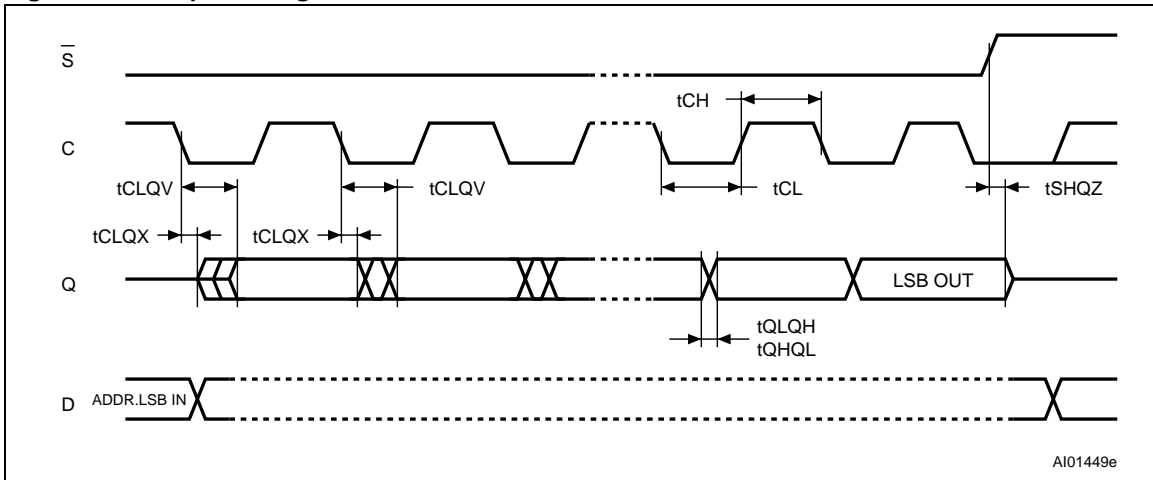 S̅
tCH
C
tCLQV
tCLQV
tCL
tSHQZ
tCLQX
tCLQX
Q
LSB OUT
tQLQH
tQHQL
D
ADDR.LSB IN
AI01449e